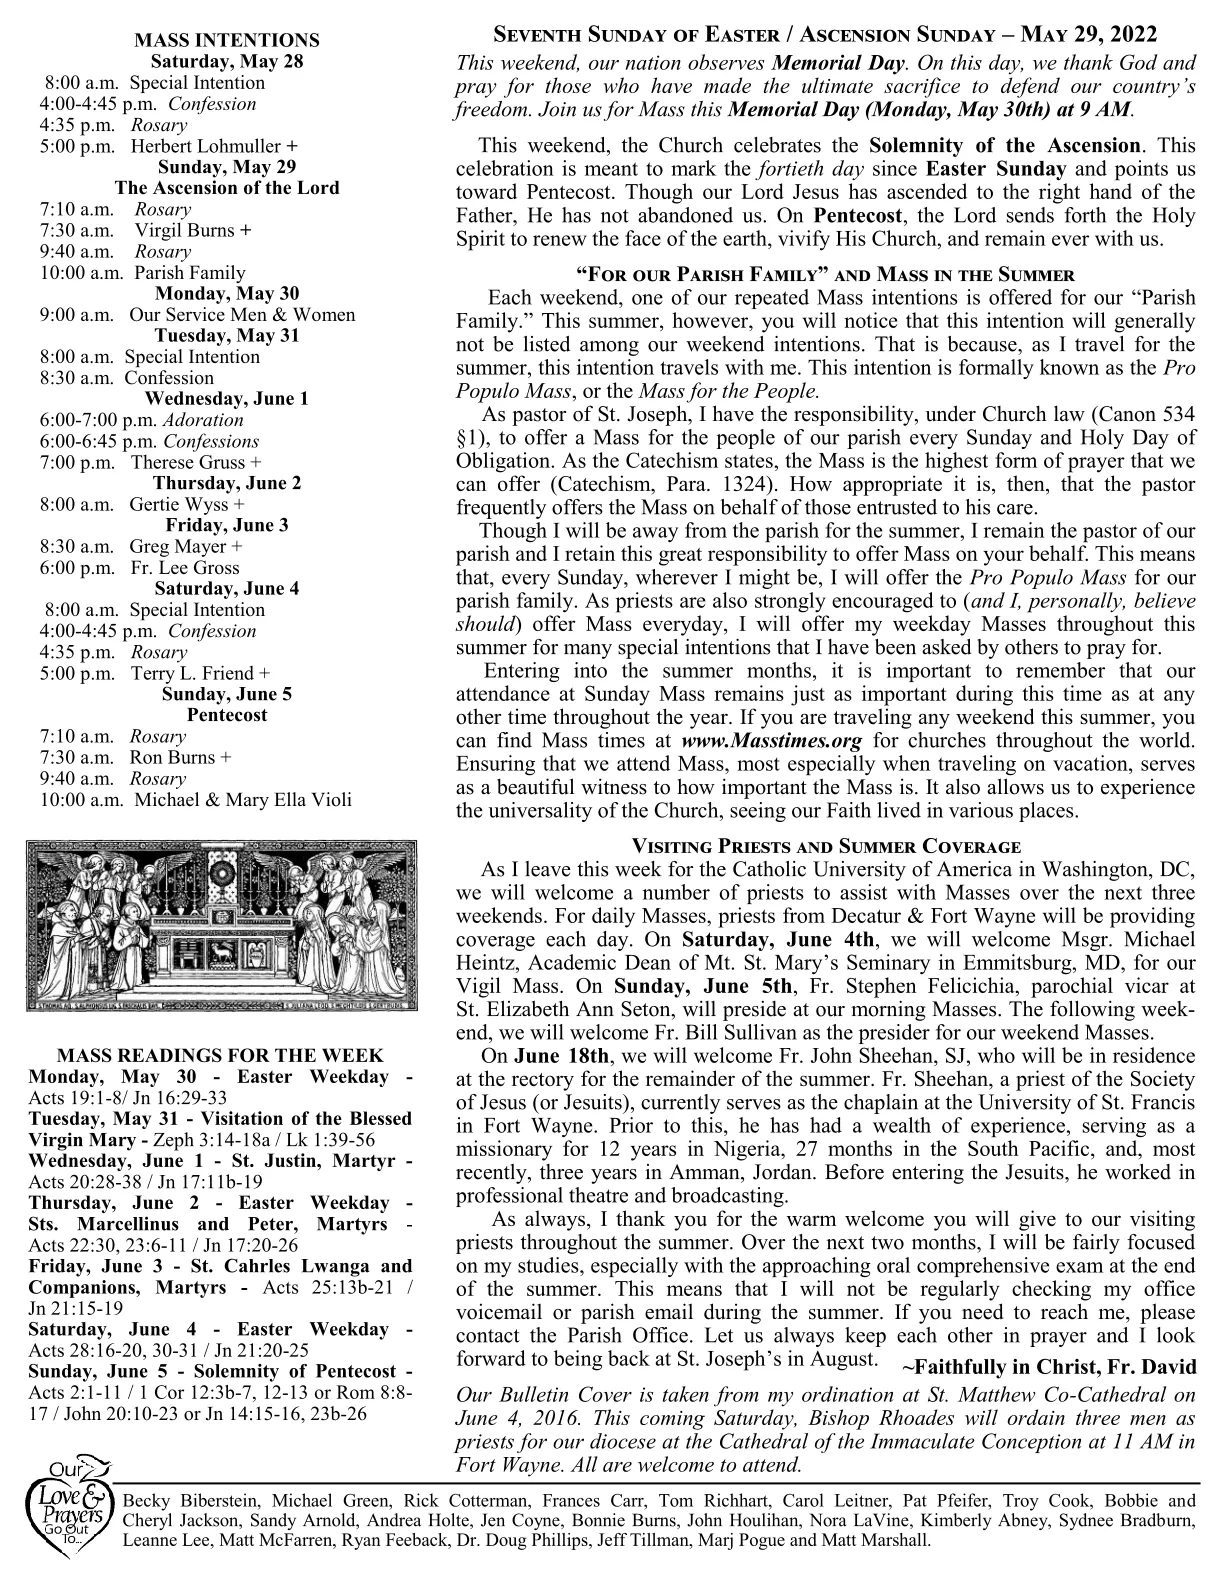 MASS INTENTIONS
Saturday, May 28
8:00 a.m. Special Intention
4:00-4:45 p.m. Confession
4:35 p.m. Rosary
5:00 p.m. Herbert Lohmuller +
Sunday, May 29
The Ascension of the Lord
7:10 a.m. Rosary
7:30 a.m. Virgil Burns +
9:40 a.m. Rosary
10:00 a.m. Parish Family
Monday, May 30
9:00 a.m. Our Service Men & Women
Tuesday, May 31
8:00 a.m. Special Intention
8:30 a.m. Confession
Wednesday, June 1
6:00-7:00 p.m. Adoration
6:00-6:45 p.m. Confessions
7:00 p.m. Therese Gruss +
Thursday, June 2
8:00 a.m. Gertie Wyss +
Friday, June 3
8:30 a.m. Greg Mayer +
6:00 p.m. Fr. Lee Gross
Saturday, June 4
8:00 a.m. Special Intention
4:00-4:45 p.m. Confession
4:35 p.m. Rosary
5:00 p.m. Terry L. Friend +
Sunday, June 5
Pentecost
7:10 a.m. Rosary
7:30 a.m. Ron Burns +
9:40 a.m. Rosary
10:00 a.m. Michael & Mary Ella Violi
MASS READINGS FOR THE WEEK
Monday, May 30 - Easter Weekday -
Acts 19:1-8/ Jn 16:29-33
Tuesday, May 31 - Visitation of the Blessed
Virgin Mary - Zeph 3:14-18a / Lk 1:39-56
Wednesday, June 1 - St. Justin, Martyr -
Acts 20:28-38 / Jn 17:11b-19
Thursday, June 2 - Easter Weekday -
Sts. Marcellinus and Peter, Martyrs -
Acts 22:30, 23:6-11 / Jn 17:20-26
Friday, June 3 - St. Cahrles Lwanga and
Companions, Martyrs - Acts 25:13b-21 /
Jn 21:15-19
Saturday, June 4 - Easter Weekday -
Acts 28:16-20, 30-31 / Jn 21:20-25
Sunday, June 5 - Solemnity of Pentecost -
Acts 2:1-11 / 1 Cor 12:3b-7, 12-13 or Rom 8:8-
17 / John 20:10-23 or Jn 14:15-16, 23b-26
SEVENTH SUNDAY OF EASTER / ASCENSION SUNDAY – MAY 29, 2022
This weekend, our nation observes Memorial Day. On this day, we thank God and
pray for those who have made the ultimate sacrifice to defend our country’s
freedom. Join us for Mass this Memorial Day (Monday, May 30th) at 9 AM.
This weekend, the Church celebrates the Solemnity of the Ascension. This
celebration is meant to mark the fortieth day since Easter Sunday and points us
toward Pentecost. Though our Lord Jesus has ascended to the right hand of the
Father, He has not abandoned us. On Pentecost, the Lord sends forth the Holy
Spirit to renew the face of the earth, vivify His Church, and remain ever with us.
“FOR OUR PARISH FAMILY” AND MASS IN THE SUMMER
Each weekend, one of our repeated Mass intentions is offered for our “Parish
Family.” This summer, however, you will notice that this intention will generally
not be listed among our weekend intentions. That is because, as I travel for the
summer, this intention travels with me. This intention is formally known as the Pro
Populo Mass, or the Mass for the People.
As pastor of St. Joseph, I have the responsibility, under Church law (Canon 534
§1), to offer a Mass for the people of our parish every Sunday and Holy Day of
Obligation. As the Catechism states, the Mass is the highest form of prayer that we
can offer (Catechism, Para. 1324). How appropriate it is, then, that the pastor
frequently offers the Mass on behalf of those entrusted to his care.
Though I will be away from the parish for the summer, I remain the pastor of our
parish and I retain this great responsibility to offer Mass on your behalf. This means
that, every Sunday, wherever I might be, I will offer the Pro Populo Mass for our
parish family. As priests are also strongly encouraged to (and I, personally, believe
should) offer Mass everyday, I will offer my weekday Masses throughout this
summer for many special intentions that I have been asked by others to pray for.
Entering into the summer months, it is important to remember that our
attendance at Sunday Mass remains just as important during this time as at any
other time throughout the year. If you are traveling any weekend this summer, you
can find Mass times at www.Masstimes.org for churches throughout the world.
Ensuring that we attend Mass, most especially when traveling on vacation, serves
as a beautiful witness to how important the Mass is. It also allows us to experience
the universality of the Church, seeing our Faith lived in various places.
VISITING PRIESTS AND SUMMER COVERAGE
As I leave this week for the Catholic University of America in Washington, DC,
we will welcome a number of priests to assist with Masses over the next three
weekends. For daily Masses, priests from Decatur & Fort Wayne will be providing
coverage each day. On Saturday, June 4th, we will welcome Msgr. Michael
Heintz, Academic Dean of Mt. St. Mary’s Seminary in Emmitsburg, MD, for our
Vigil Mass. On Sunday, June 5th, Fr. Stephen Felicichia, parochial vicar at
St. Elizabeth Ann Seton, will preside at our morning Masses. The following week-
end, we will welcome Fr. Bill Sullivan as the presider for our weekend Masses.
On June 18th, we will welcome Fr. John Sheehan, SJ, who will be in residence
at the rectory for the remainder of the summer. Fr. Sheehan, a priest of the Society
of Jesus (or Jesuits), currently serves as the chaplain at the University of St. Francis
in Fort Wayne. Prior to this, he has had a wealth of experience, serving as a
missionary for 12 years in Nigeria, 27 months in the South Pacific, and, most
recently, three years in Amman, Jordan. Before entering the Jesuits, he worked in
professional theatre and broadcasting.
As always, I thank you for the warm welcome you will give to our visiting
priests throughout the summer. Over the next two months, I will be fairly focused
on my studies, especially with the approaching oral comprehensive exam at the end
of the summer. This means that I will not be regularly checking my office
voicemail or parish email during the summer. If you need to reach me, please
contact the Parish Office. Let us always keep each other in prayer and I look
forward to being back at St. Joseph’s in August. ~Faithfully in Christ, Fr. David
Our Bulletin Cover is taken from my ordination at St. Matthew Co-Cathedral on
June 4, 2016. This coming Saturday, Bishop Rhoades will ordain three men as
priests for our diocese at the Cathedral of the Immaculate Conception at 11 AM in
Fort Wayne. All are welcome to attend.
Our
Love &
Prayers
Go Out
To...
Becky Biberstein, Michael Green, Rick Cotterman, Frances Carr, Tom Richhart, Carol Leitner, Pat Pfeifer, Troy Cook, Bobbie and
Cheryl Jackson, Sandy Arnold, Andrea Holte, Jen Coyne, Bonnie Burns, John Houlihan, Nora LaVine, Kimberly Abney, Sydnee Bradburn,
Leanne Lee, Matt McFarren, Ryan Feeback, Dr. Doug Phillips, Jeff Tillman, Marj Pogue and Matt Marshall.